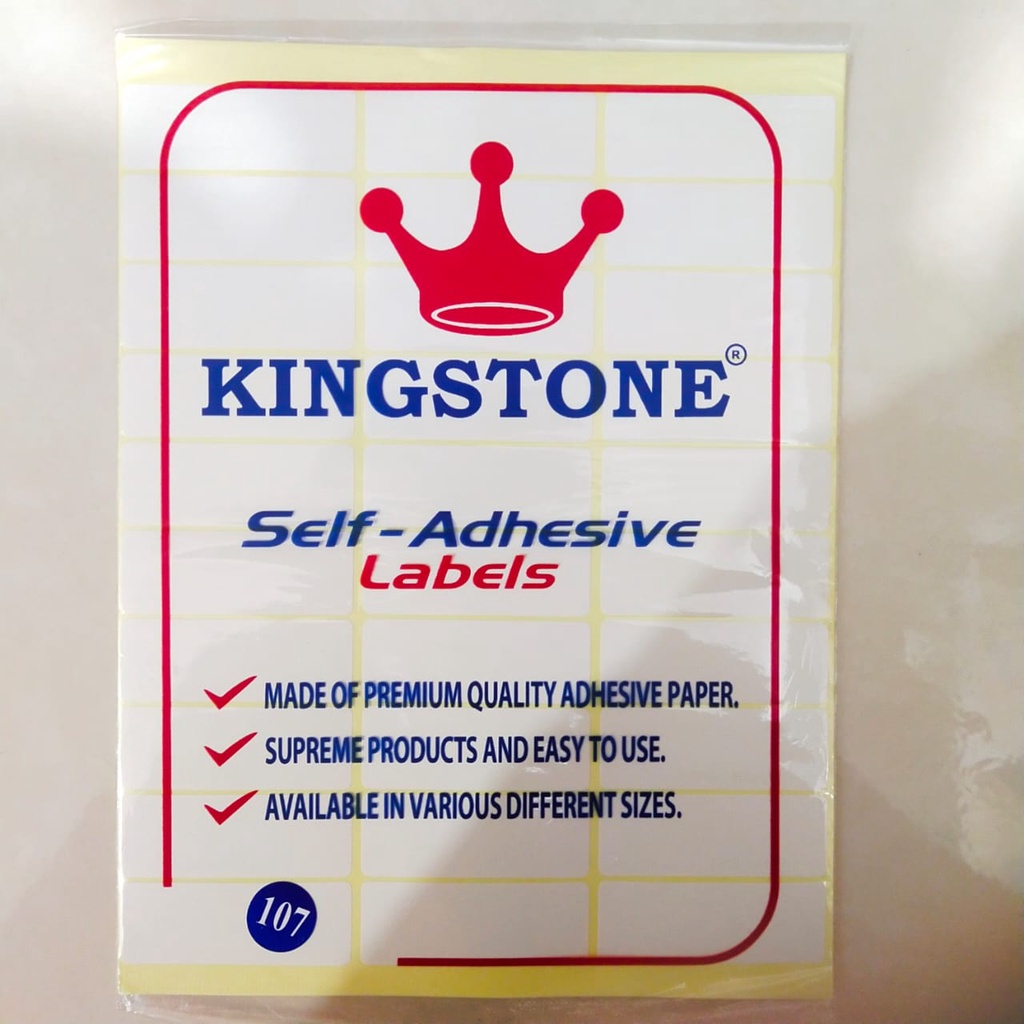 KINGSTONE®
Self-Adhesive
Labels
MADE OF PREMIUM QUALITY ADHESIVE PAPER.
SUPREME PRODUCTS AND EASY TO USE.
AVAILABLE IN VARIOUS DIFFERENT SIZES.
107